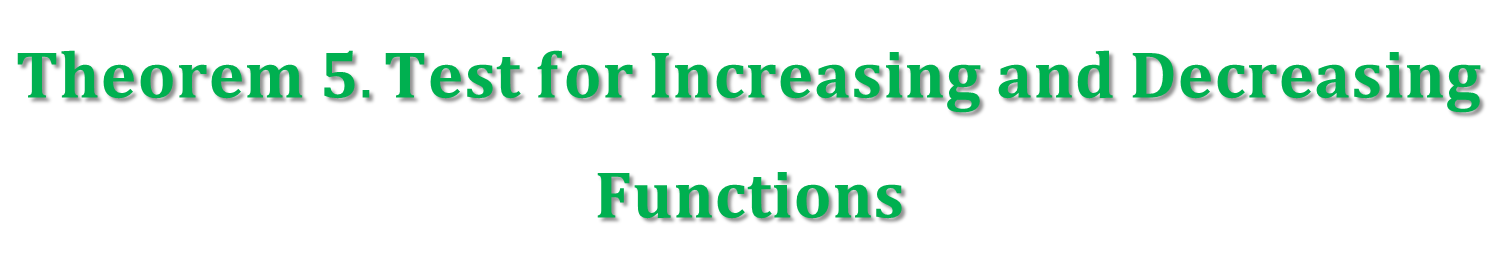 Theorem 5. Test for Increasing and Decreasing
Functions